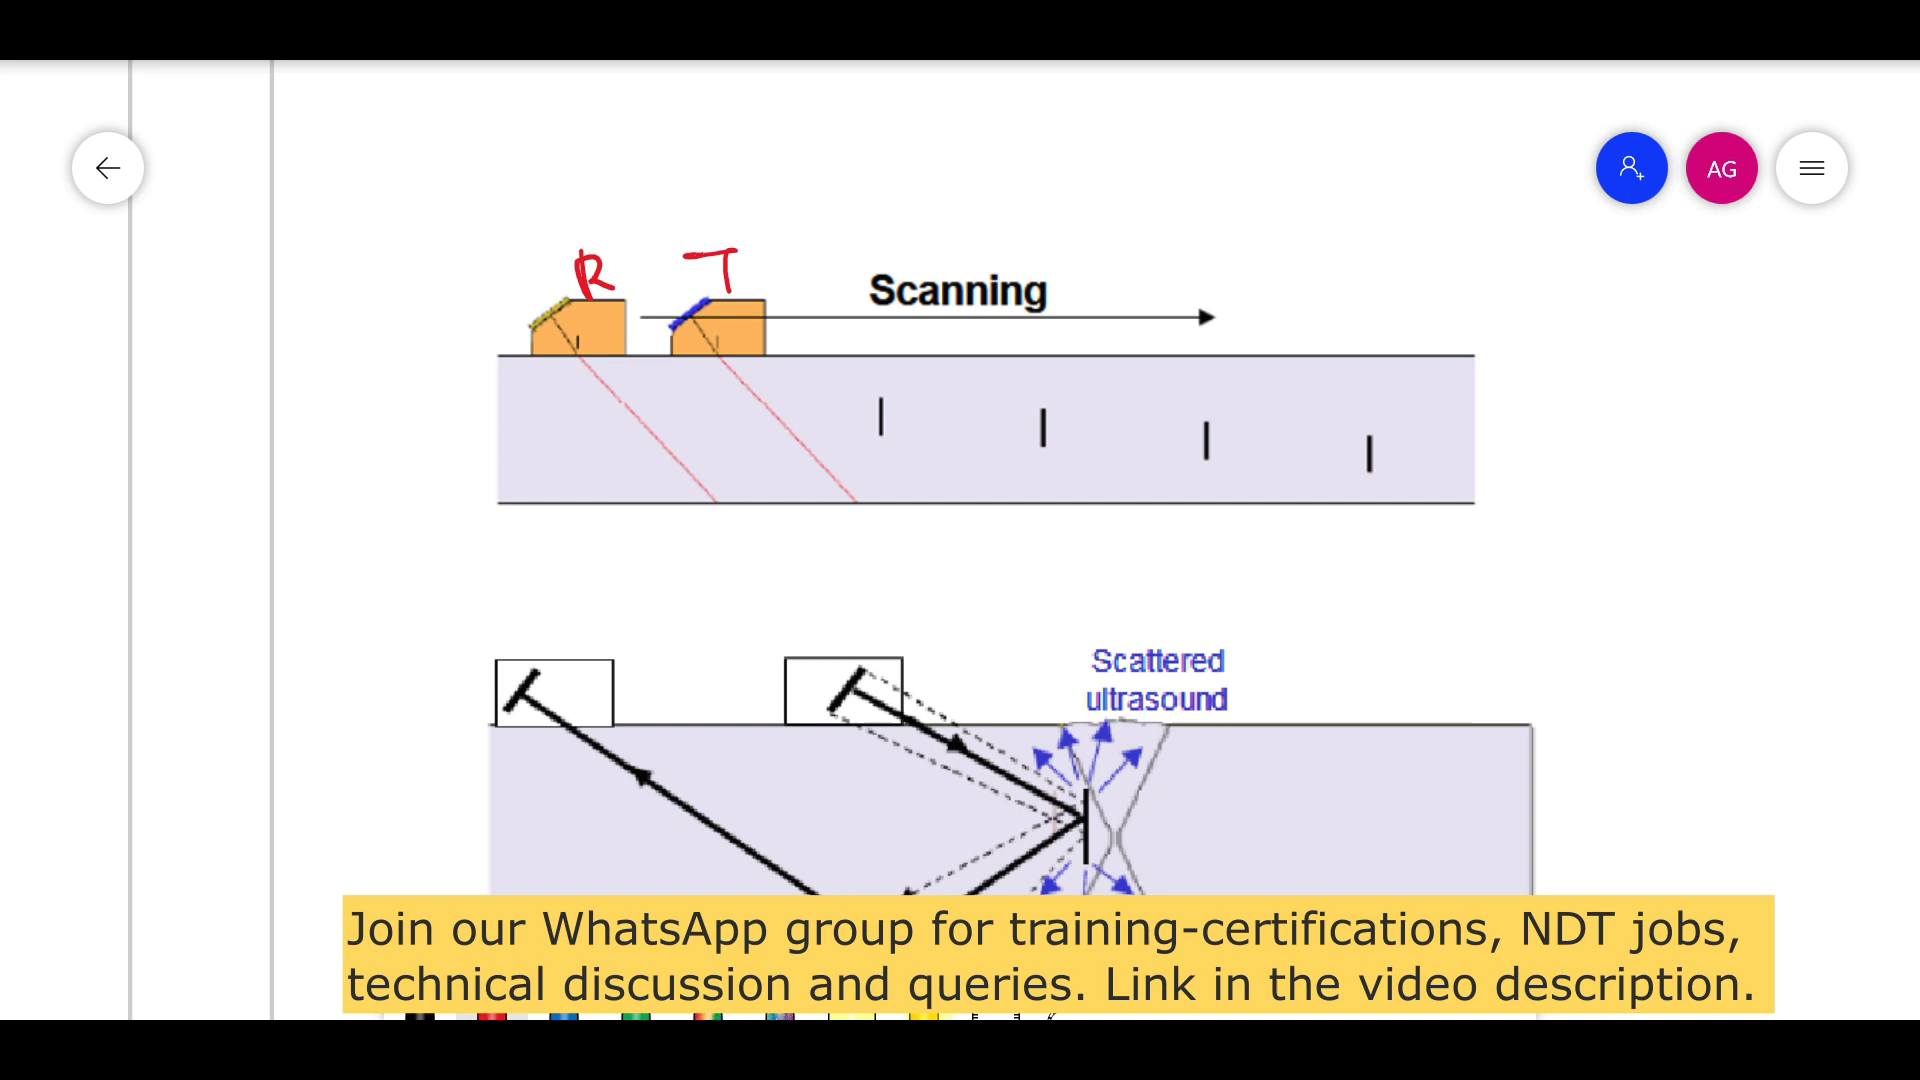 AG
R T
Scanning
Scattered
ultrasound
Join our WhatsApp group for training-certifications, NDT jobs,
technical discussion and queries. Link in the video description.